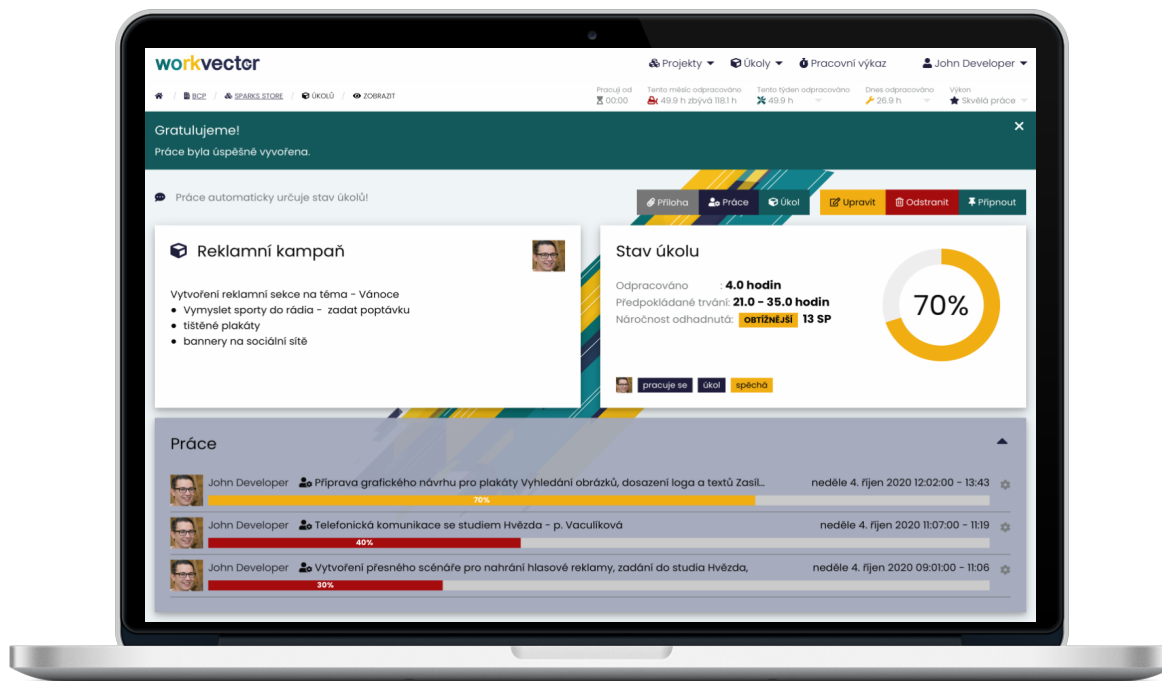 workvector
Projekty Úkoly Pracovní výkaz John Developer
/ BCP / SPARKS STORE / ÚKOLŮ / ZOBRAZIT
Pracuji od Tento měsíc odpracováno Tento týden odpracováno Dnes odpracováno Výkon
00:00 49.9 h zbývá 118.1 h 49.9 h 26.9 h Skvělá práce
Gratulujeme!
Práce byla úspěšně vyvořena.
Práce automaticky určuje stav úkolů!
Příloha Práce Úkol Upravit Odstranit Připnout
Reklamní kampaň
Vytvoření reklamní sekce na téma - Vánoce
• Vymyslet sporty do rádia - zadat poptávku
• tištěné plakáty
• bannery na sociální sítě
Stav úkolu
Odpracováno : 4.0 hodin
Předpokládané trvání: 21.0 - 35.0 hodin
Náročnost odhadnutá: OBTÍŽNĚJŠÍ 13 SP
70%
pracuje se úkol spěchá
Práce
John Developer Příprava grafického návrhu pro plakáty Vyhledání obrázků, dosazení loga a textů Zasíl... neděle 4. říjen 2020 12:02:00 - 13:43
70%
John Developer Telefonická komunikace se studiem Hvězda - p. Vaculíková neděle 4. říjen 2020 11:07:00 - 11:19
40%
John Developer Vytvoření přesného scénáře pro nahrání hlasové reklamy, zadání do studia Hvězda, neděle 4. říjen 2020 09:01:00 - 11:06
30%